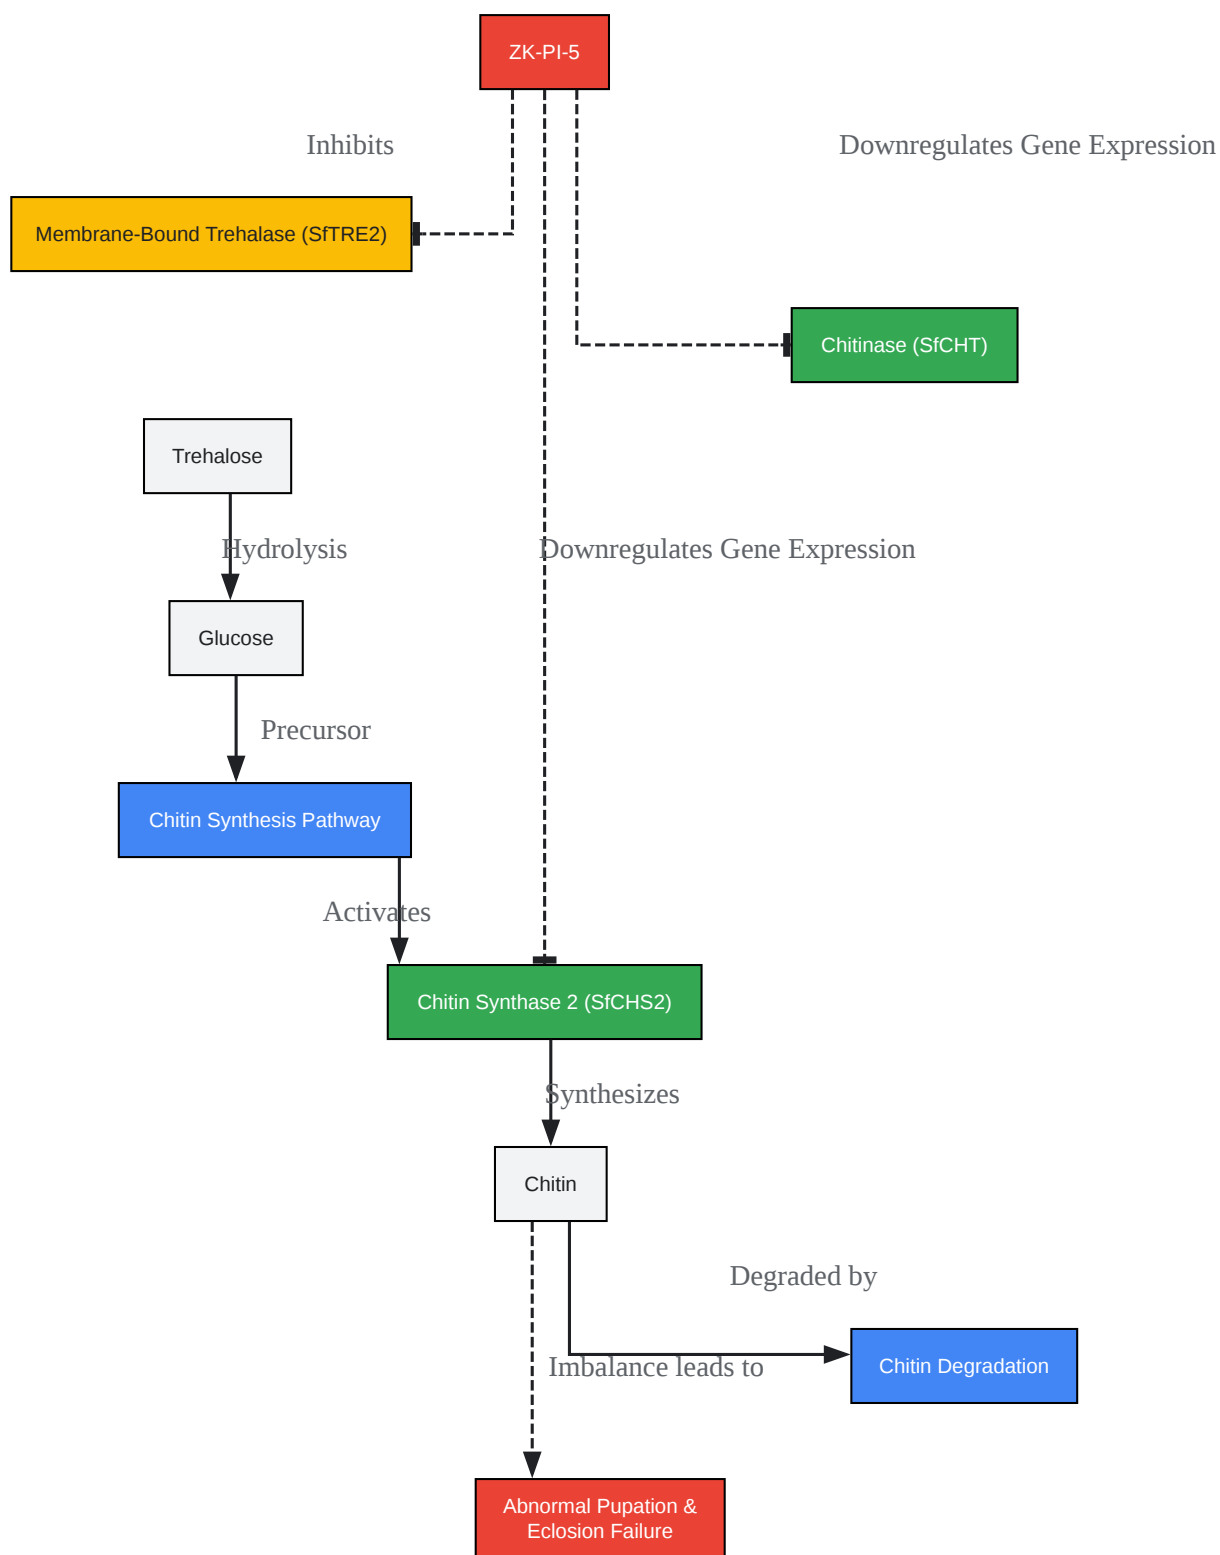 ZK-PI-5
Inhibits
Downregulates Gene Expression
Membrane-Bound Trehalase (SfTRE2)
Chitinase (SfCHT)
Trehalose
Hydrolysis
Downregulates Gene Expression
Glucose
Precursor
Chitin Synthesis Pathway
Activates
Chitin Synthase 2 (SfCHS2)
Synthesizes
Chitin
Degraded by
Imbalance leads to
Chitin Degradation
Abnormal Pupation &
Eclosion Failure